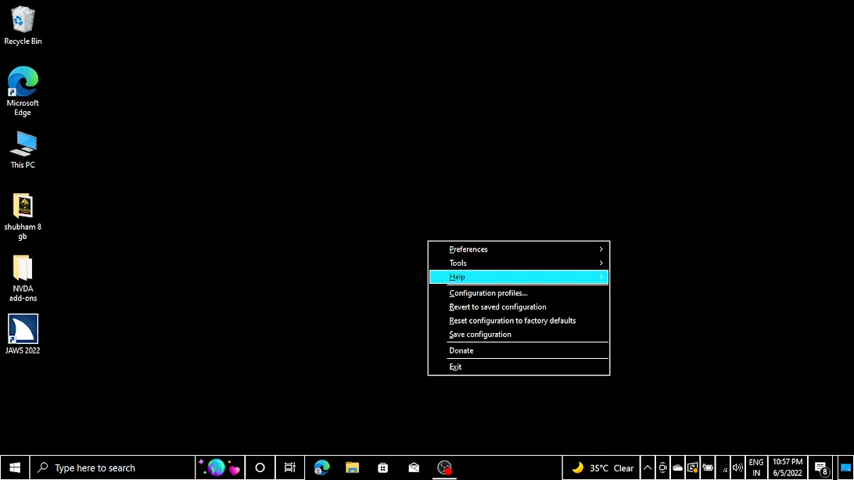 Recycle Bin
Microsoft
Edge
This PC
shubham 8
gb
NVDA
add-ons
JAWS 2022
Preferences
Tools
Help
Configuration profiles...
Revert to saved configuration
Reset configuration to factory defaults
Save configuration
Donate
Exit
Type here to search
35°C Clear
ENG
IN
10:57 PM
6/5/2022
8